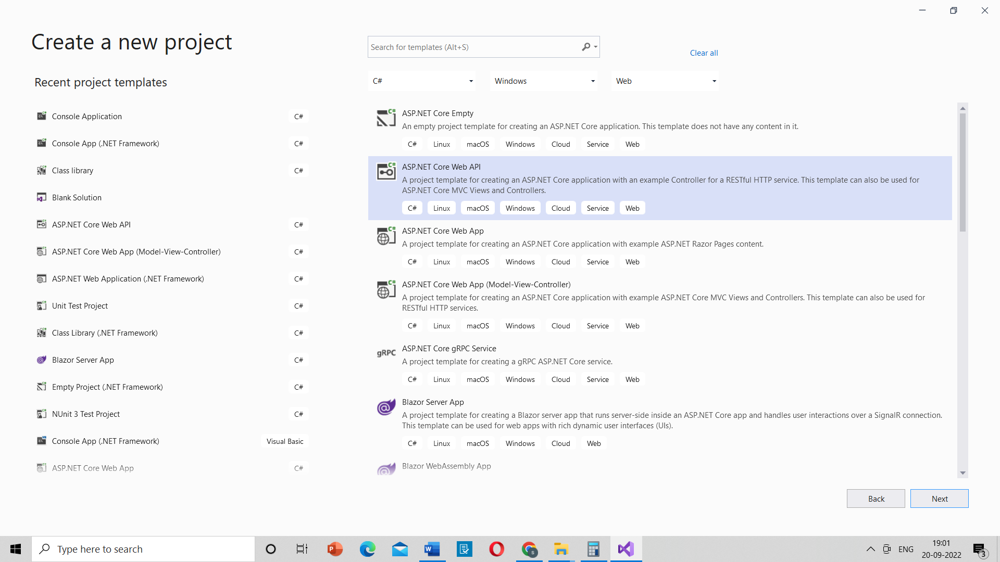 Create a new project
Search for templates (Alt+S)
Clear all
Recent project templates
C#
Windows
Web
Console Application C#
Console App (.NET Framework) C#
Class library C#
Blank Solution
ASP.NET Core Web API C#
ASP.NET Core Web App (Model-View-Controller) C#
ASP.NET Web Application (.NET Framework) C#
Unit Test Project C#
Class Library (.NET Framework) C#
Blazor Server App C#
Empty Project (.NET Framework) C#
NUnit 3 Test Project C#
Console App (.NET Framework) Visual Basic
ASP.NET Core Web App C#
ASP.NET Core Empty
An empty project template for creating an ASP.NET Core application. This template does not have any content in it.
C# Linux macOS Windows Cloud Service Web
ASP.NET Core Web API
A project template for creating an ASP.NET Core application with an example Controller for a RESTful HTTP service. This template can also be used for
ASP.NET Core MVC Views and Controllers.
C# Linux macOS Windows Cloud Service Web
ASP.NET Core Web App
A project template for creating an ASP.NET Core application with example ASP.NET Razor Pages content.
C# Linux macOS Windows Cloud Service Web
ASP.NET Core Web App (Model-View-Controller)
A project template for creating an ASP.NET Core application with example ASP.NET Core MVC Views and Controllers. This template can also be used for
RESTful HTTP services.
C# Linux macOS Windows Cloud Service Web
gRPC
ASP.NET Core gRPC Service
A project template for creating a gRPC ASP.NET Core service.
C# Linux macOS Windows Cloud Service Web
Blazor Server App
A project template for creating a Blazor server app that runs server-side inside an ASP.NET Core app and handles user interactions over a SignalR connection.
This template can be used for web apps with rich dynamic user interfaces (UIs).
C# Linux macOS Windows Cloud Web
Blazor WebAssembly App
Back
Next
Type here to search
ENG
19:01
20-09-2022
3